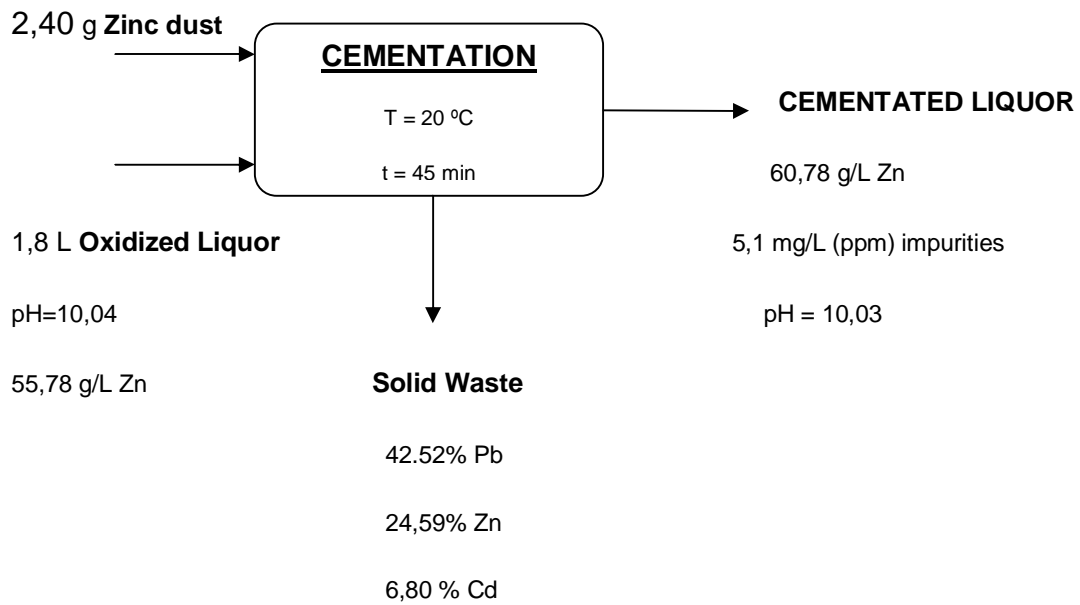 2,40 g Zinc dust
CEMENTATION
T = 20 ºC
t = 45 min
CEMENTATED LIQUOR
60,78 g/L Zn
5,1 mg/L (ppm) impurities
pH = 10,03
1,8 L Oxidized Liquor
pH=10,04
55,78 g/L Zn
Solid Waste
42.52% Pb
24,59% Zn
6,80 % Cd